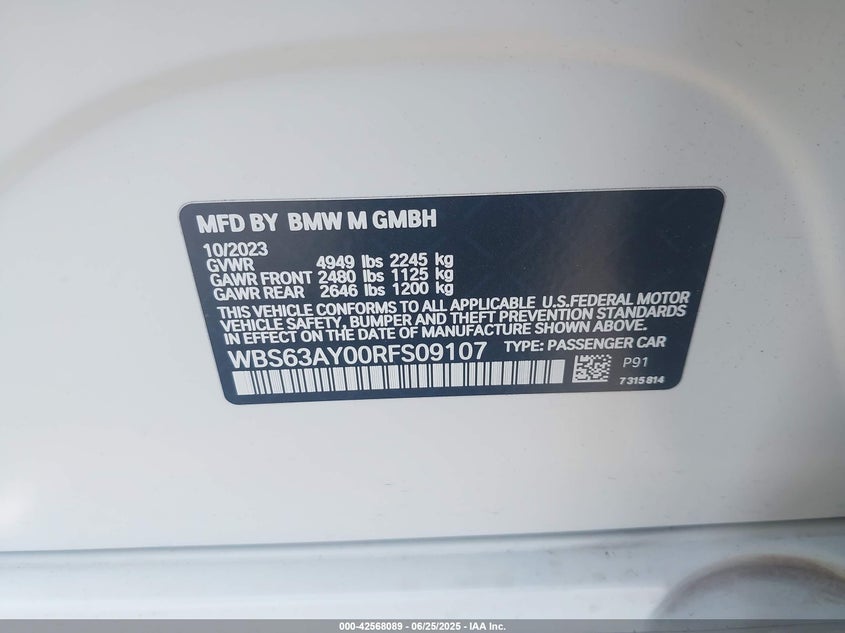 MFD BY BMW M GMBH
10/2023
GVWR 4949 lbs 2245 kg
GAWR FRONT 2480 lbs 1125 kg
GAWR REAR 2646 lbs 1200 kg
THIS VEHICLE CONFORMS TO ALL APPLICABLE U.S.FEDERAL MOTOR
VEHICLE SAFETY, BUMPER AND THEFT PREVENTION STANDARDS
IN EFFECT ON THE DATE OF MANUFACTURE SHOWN ABOVE.
WBS63AY00RFS09107 TYPE: PASSENGER CAR
P91
7315814
000-42568089 - 06/25/2025 - IAA Inc.